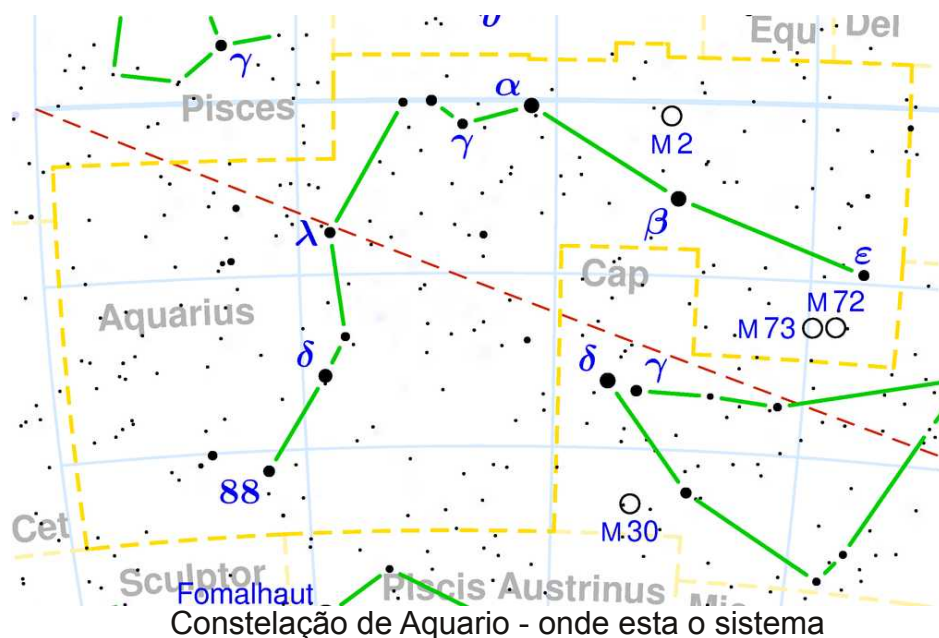 ϑ
Equ
Del
γ
Pisces
α
γ
M 2
β
λ
ε
Cap
Aquarius
M 72
M 73
δ
δ
γ
88
M 30
Cet
Sculptor
Piscis Austrinus
Mic
Fomalhaut
Constelação de Aquario - onde esta o sistema